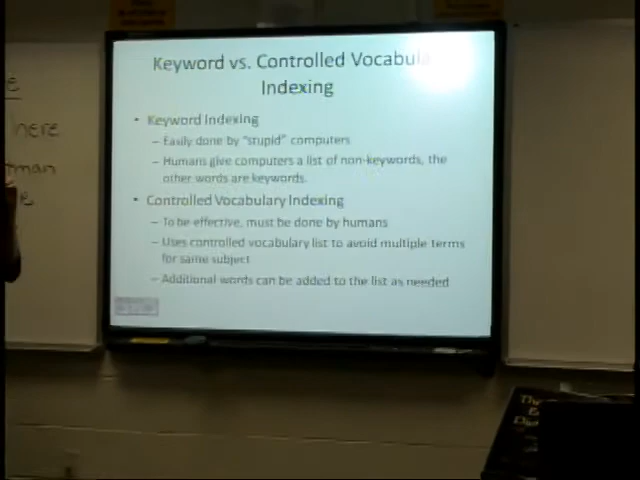 Keyword vs. Controlled Vocabula
Indexing
• Keyword Indexing
– Easily done by "stupid" computers
– Humans give computers a list of non-keywords, the
other words are keywords.
• Controlled Vocabulary Indexing
– To be effective, must be done by humans
– Uses controlled vocabulary list to avoid multiple terms
for same subject
– Additional words can be added to the list as needed
e
here